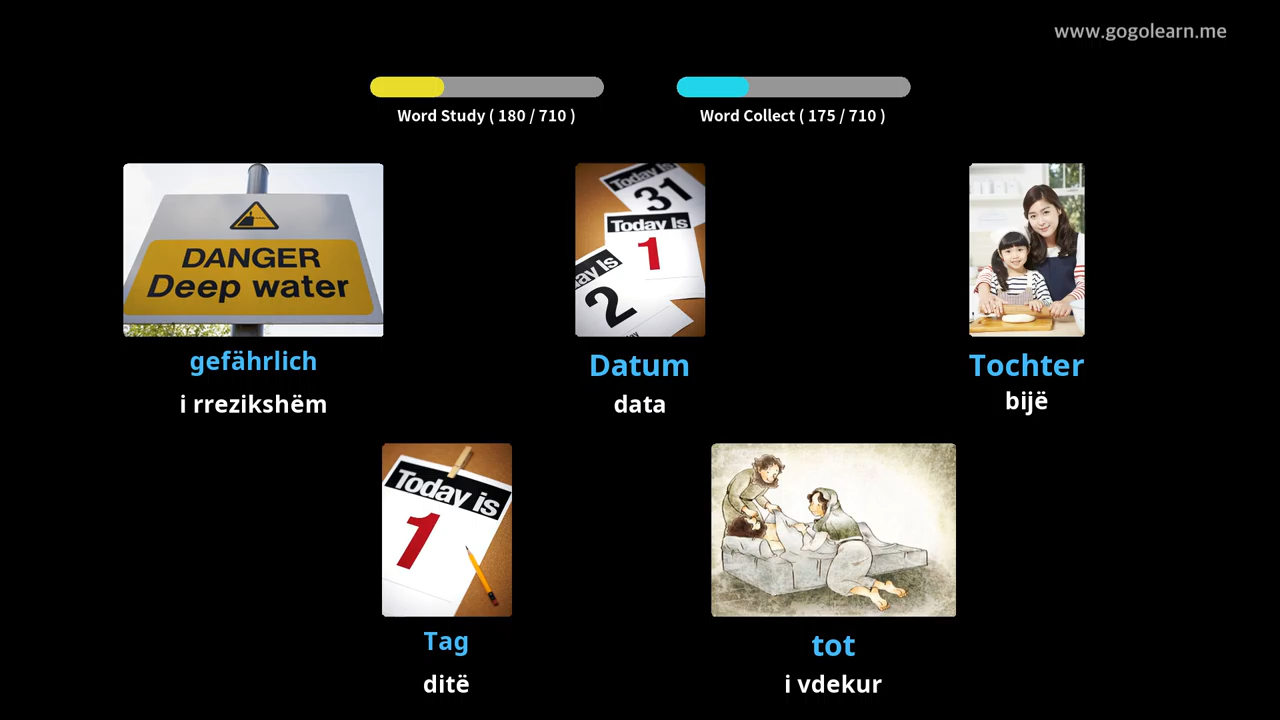 www.gogolearn.me
Word Study ( 180 / 710 )
Word Collect ( 175 / 710 )
DANGER
Deep water
Today Is
31
Today Is
1
ay Is
2
gefährlich
i rrezikshëm
Datum
data
Tochter
bijë
Today is
1
Tag
ditë
tot
i vdekur